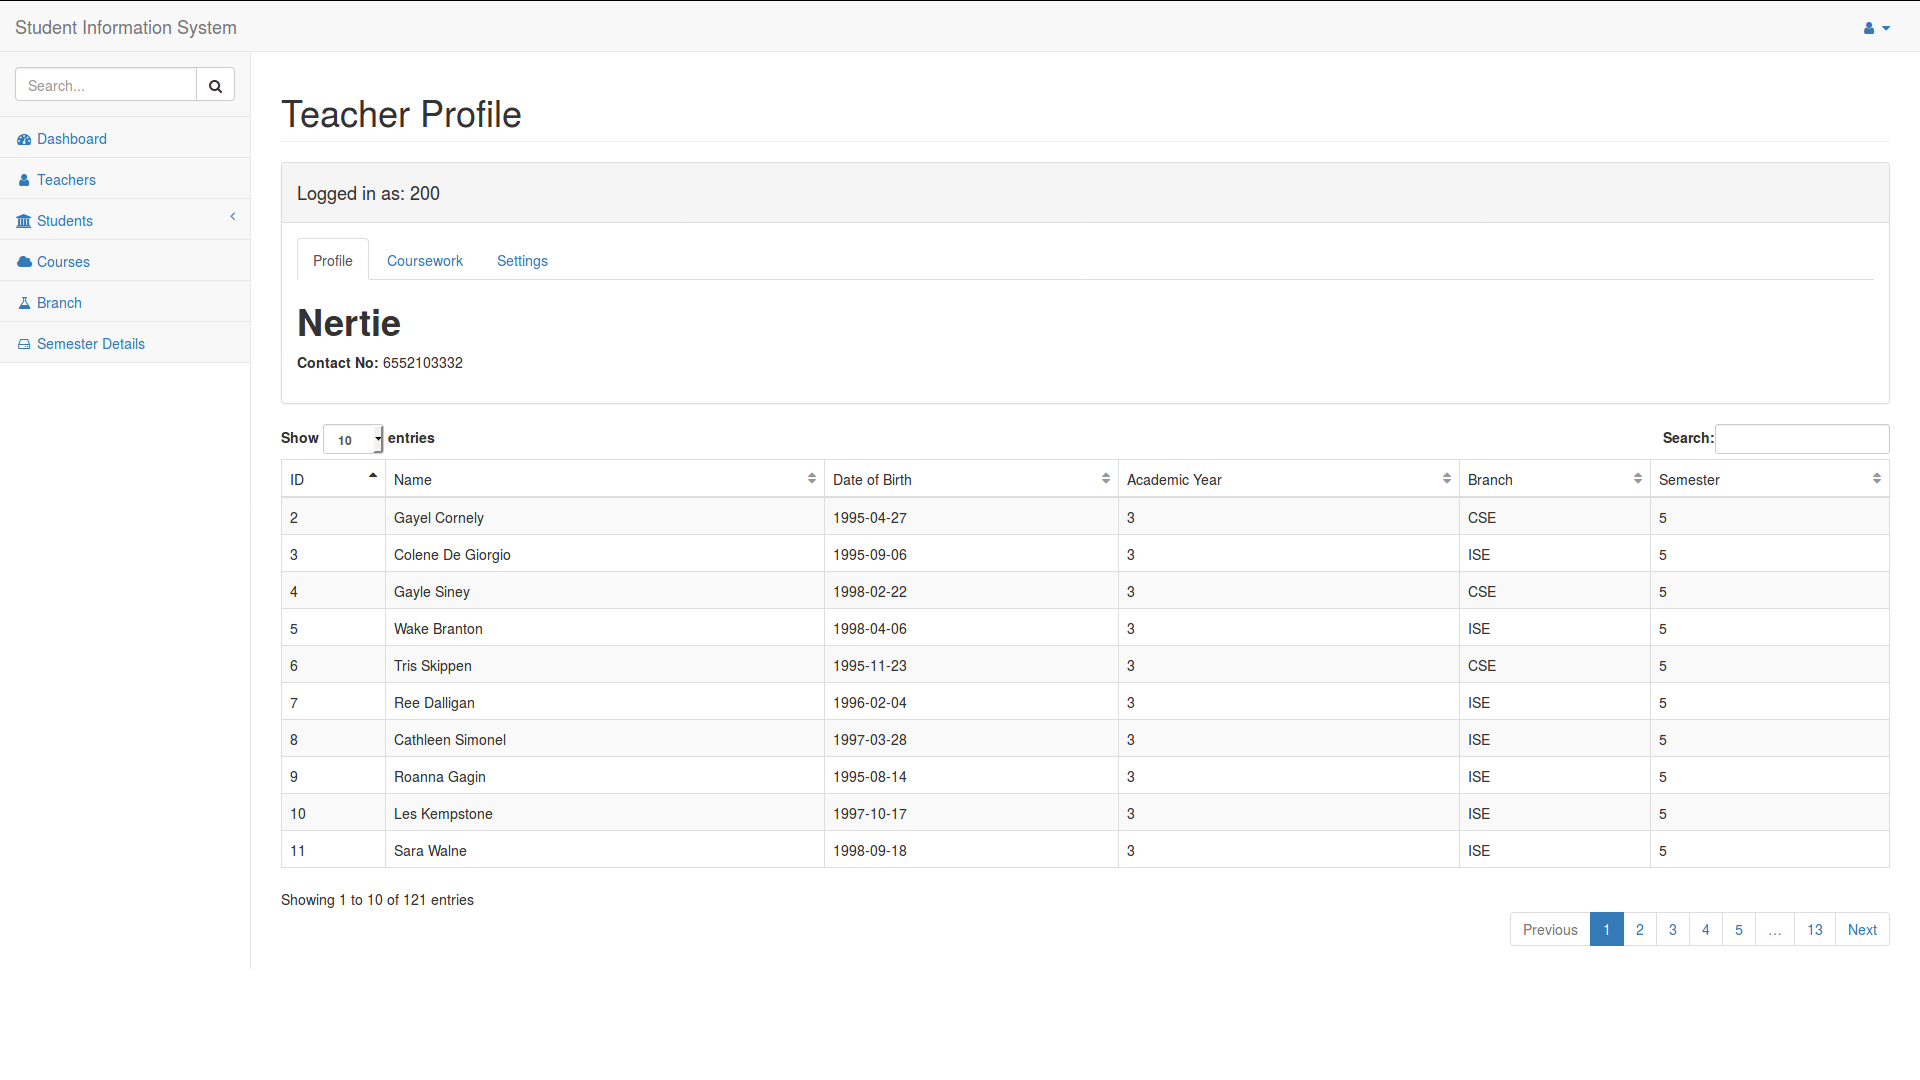 Student Information System
Search...
Dashboard
Teachers
Students
Courses
Branch
Semester Details
Teacher Profile
Logged in as: 200
Profile Coursework Settings
Nertie
Contact No: 6552103332
Show 10 entries Search:
ID Name Date of Birth Academic Year Branch Semester
2 Gayel Cornely 1995-04-27 3 CSE 5
3 Colene De Giorgio 1995-09-06 3 ISE 5
4 Gayle Siney 1998-02-22 3 CSE 5
5 Wake Branton 1998-04-06 3 ISE 5
6 Tris Skippen 1995-11-23 3 CSE 5
7 Ree Dalligan 1996-02-04 3 ISE 5
8 Cathleen Simonel 1997-03-28 3 ISE 5
9 Roanna Gagin 1995-08-14 3 ISE 5
10 Les Kempstone 1997-10-17 3 ISE 5
11 Sara Walne 1998-09-18 3 ISE 5
Showing 1 to 10 of 121 entries
Previous 1 2 3 4 5 … 13 Next